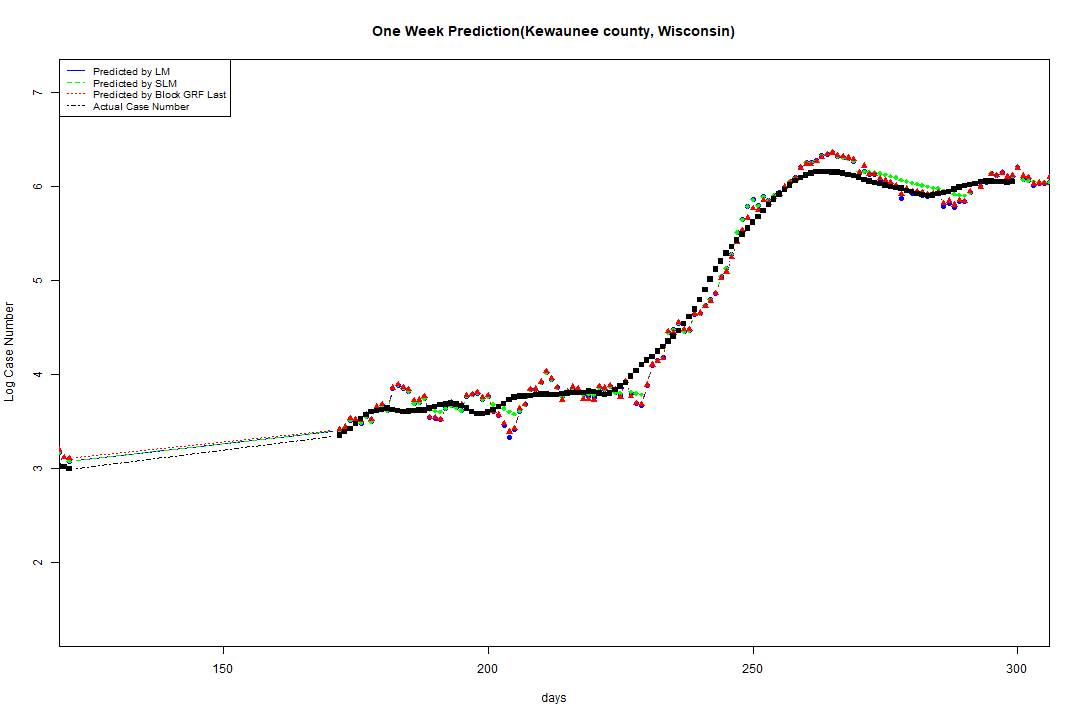 One Week Prediction(Kewaunee county, Wisconsin)
Predicted by LM
Predicted by SLM
Predicted by Block GRF Last
Actual Case Number
7
6
5
4
3
2
Log Case Number
150 200 250 300
days